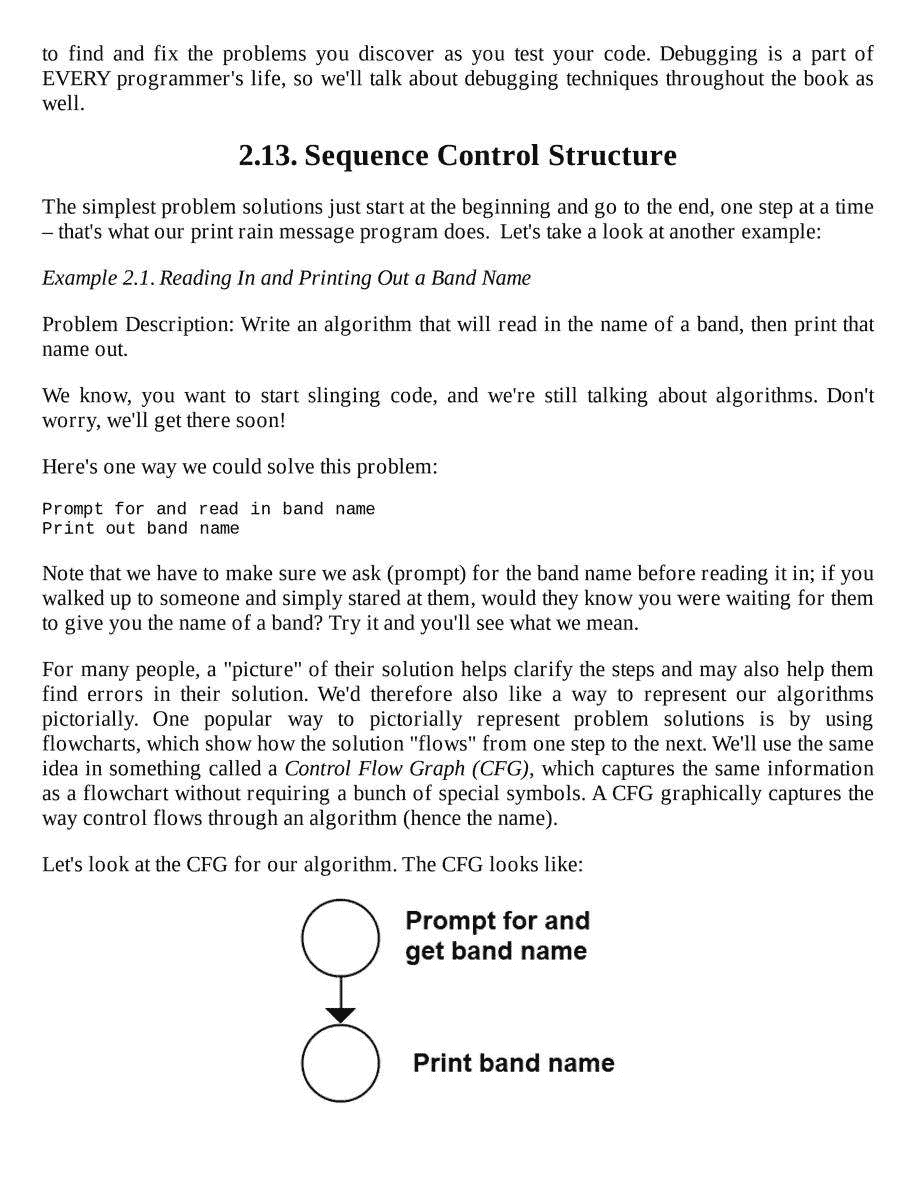 to find and fix the problems you discover as you test your code. Debugging is a part of
EVERY programmer's life, so we'll talk about debugging techniques throughout the book as
well.
2.13. Sequence Control Structure
The simplest problem solutions just start at the beginning and go to the end, one step at a time
– that's what our print rain message program does.  Let's take a look at another example:
Example 2.1. Reading In and Printing Out a Band Name
Problem Description: Write an algorithm that will read in the name of a band, then print that
name out.
We know, you want to start slinging code, and we're still talking about algorithms. Don't
worry, we'll get there soon!
Here's one way we could solve this problem:
Prompt for and read in band name
Print out band name
Note that we have to make sure we ask (prompt) for the band name before reading it in; if you
walked up to someone and simply stared at them, would they know you were waiting for them
to give you the name of a band? Try it and you'll see what we mean.
For many people, a "picture" of their solution helps clarify the steps and may also help them
find errors in their solution. We'd therefore also like a way to represent our algorithms
pictorially. One popular way to pictorially represent problem solutions is by using
flowcharts, which show how the solution "flows" from one step to the next. We'll use the same
idea in something called a Control Flow Graph (CFG), which captures the same information
as a flowchart without requiring a bunch of special symbols. A CFG graphically captures the
way control flows through an algorithm (hence the name).
Let's look at the CFG for our algorithm. The CFG looks like:
Prompt for and
get band name
Print band name